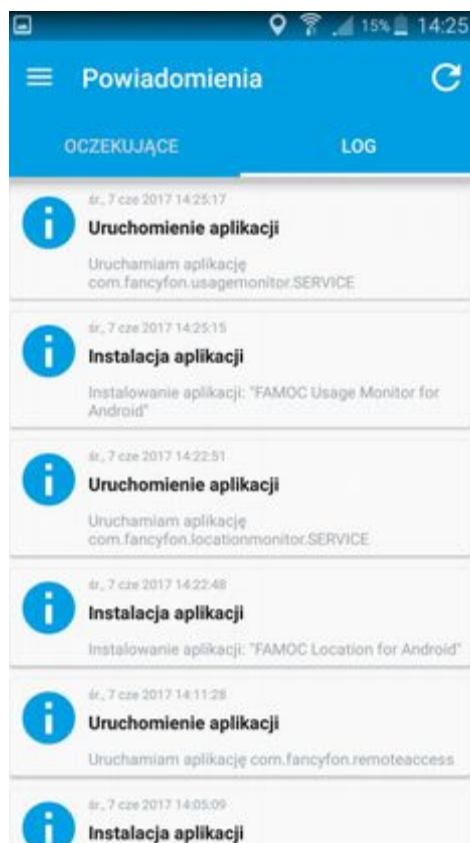 15% 14:25
Powiadomienia
OCZEKUJĄCE LOG
śr., 7 cze 2017 14:25:17
Uruchomienie aplikacji
Uruchamiam aplikację
com.fancyfon.usagemonitor.SERVICE
śr., 7 cze 2017 14:25:15
Instalacja aplikacji
Instalowanie aplikacji: "FAMOC Usage Monitor for
Android"
śr., 7 cze 2017 14:22:51
Uruchomienie aplikacji
Uruchamiam aplikację
com.fancyfon.locationmonitor.SERVICE
śr., 7 cze 2017 14:22:48
Instalacja aplikacji
Instalowanie aplikacji: "FAMOC Location for Android"
śr., 7 cze 2017 14:11:28
Uruchomienie aplikacji
Uruchamiam aplikację com.fancyfon.remoteaccess
śr., 7 cze 2017 14:05:09
Instalacja aplikacji